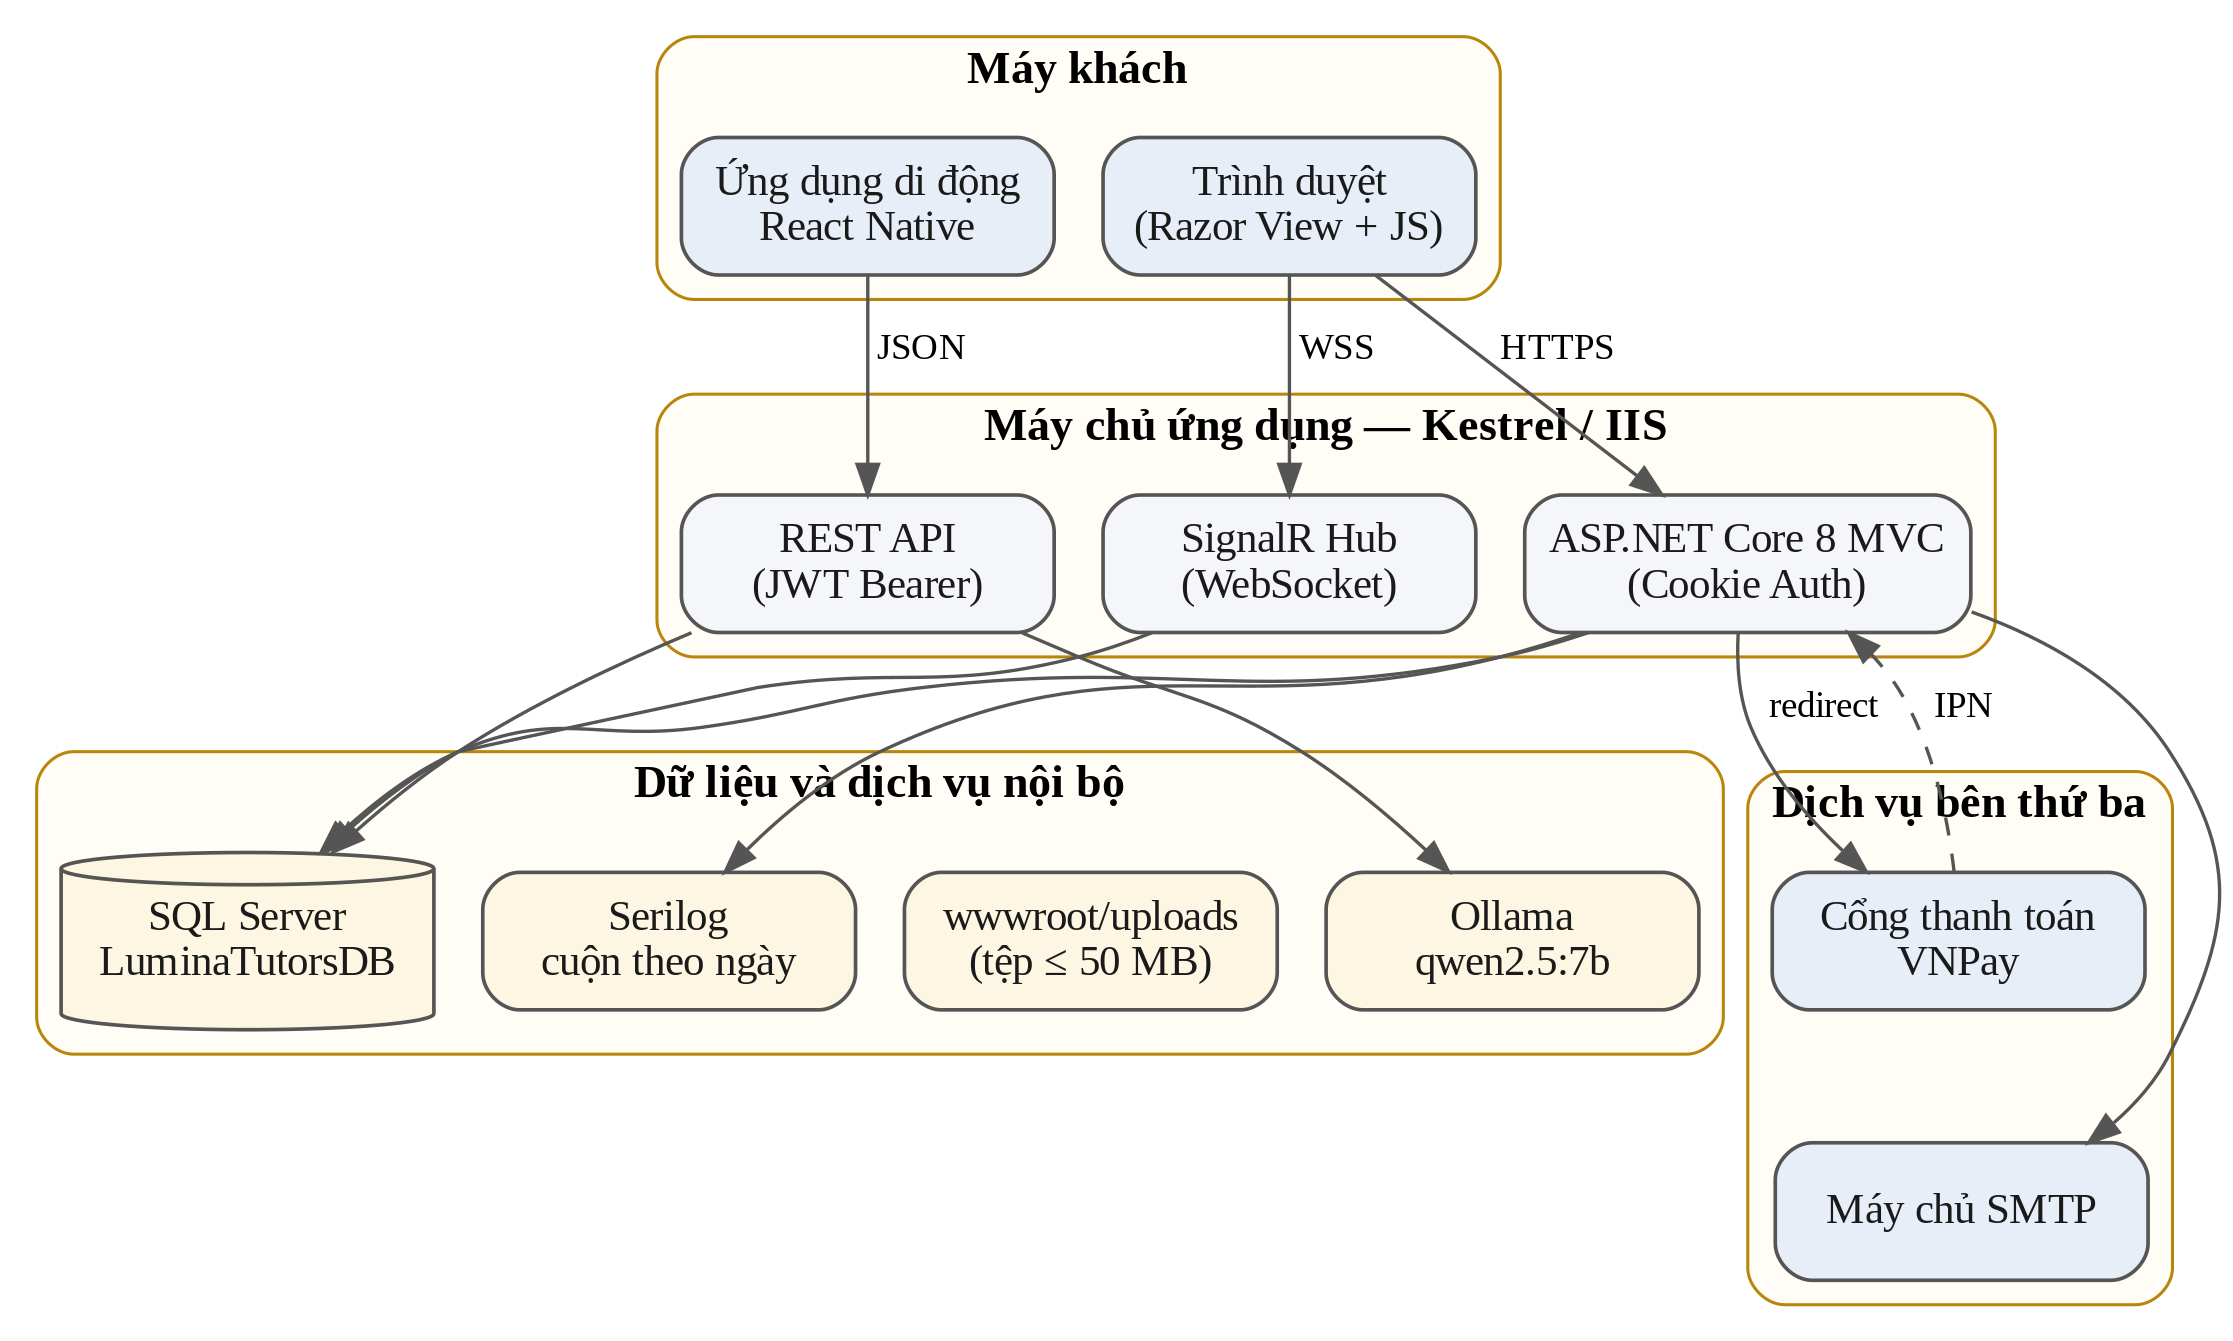 Máy khách
Ứng dụng di động
React Native
Trình duyệt
(Razor View + JS)
JSON
WSS
HTTPS
Máy chủ ứng dụng — Kestrel / IIS
REST API
(JWT Bearer)
SignalR Hub
(WebSocket)
ASP.NET Core 8 MVC
(Cookie Auth)
redirect
IPN
Dữ liệu và dịch vụ nội bộ
SQL Server
LuminaTutorsDB
Serilog
cuộn theo ngày
wwwroot/uploads
(tệp ≤ 50 MB)
Ollama
qwen2.5:7b
Dịch vụ bên thứ ba
Cổng thanh toán
VNPay
Máy chủ SMTP